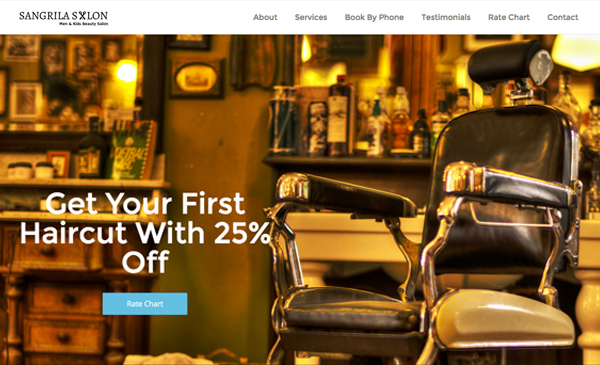 SANGRILA SALON
Men & Kids Beauty Salon
About
Services
Book By Phone
Testimonials
Rate Chart
Contact
Get Your First
Haircut With 25%
Off
Rate Chart